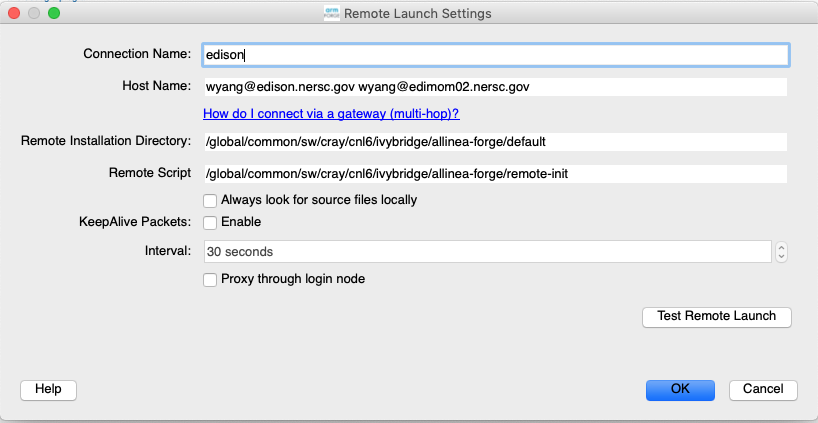 arm FORGE Remote Launch Settings
Connection Name: edison
Host Name: wyang@edison.nersc.gov wyang@edimom02.nersc.gov
How do I connect via a gateway (multi-hop)?
Remote Installation Directory: /global/common/sw/cray/cnl6/ivybridge/allinea-forge/default
Remote Script /global/common/sw/cray/cnl6/ivybridge/allinea-forge/remote-init
Always look for source files locally
KeepAlive Packets: Enable
Interval: 30 seconds
Proxy through login node
Test Remote Launch
Help OK Cancel